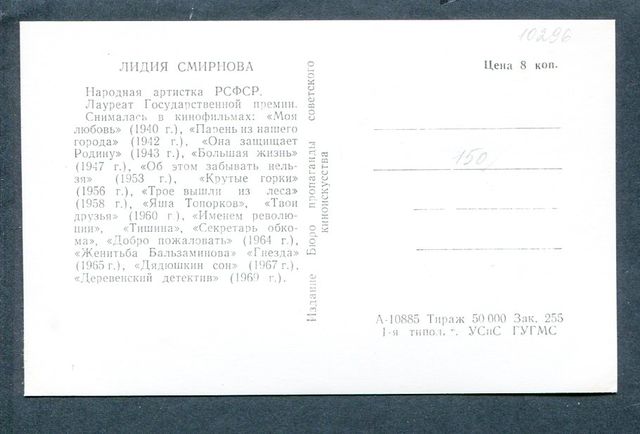 ЛИДИЯ СМИРНОВА
Народная артистка РСФСР.
Лауреат Государственной премии.
Снималась в кинофильмах: «Моя
любовь» (1940 г.), «Парень из нашего
города» (1942 г.), «Она защищает
Родину» (1943 г.), «Большая жизнь»
(1947 г.), «Об этом забывать нель-
зя» (1953 г.), «Крутые горки»
(1956 г.), «Трое вышли из леса»
(1958 г.), «Яша Топорков», «Твои
друзья» (1960 г.), «Именем револю-
ции», «Тишина», «Секретарь обко-
ма», «Добро пожаловать» (1964 г.),
«Женитьба Бальзаминова» «Гнезда»
(1965 г.), «Дядюшкин сон» (1967 г.),
«Деревенский детектив» (1969 г.).
Издание Бюро пропаганды советского
киноискусства
10296
Цена 8 коп.
150
А-10885 Тираж 50 000 Зак. 255
1-я типол. г. УСиС ГУГМС